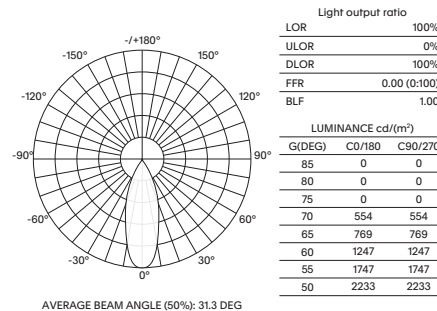 -/+180°
-150°
150°
-120°
120°
-90°
90°
-60°
60°
-30°
30°
0°
AVERAGE BEAM ANGLE (50%): 31.3 DEG
Light output ratio
LOR 100%
ULOR 0%
DLOR 100%
FFR 0.00 (0:100)
BLF 1.00
LUMINANCE cd/(m²)
G(DEG) C0/180 C90/270
85 0 0
80 0 0
75 0 0
70 554 554
65 769 769
60 1247 1247
55 1747 1747
50 2233 2233